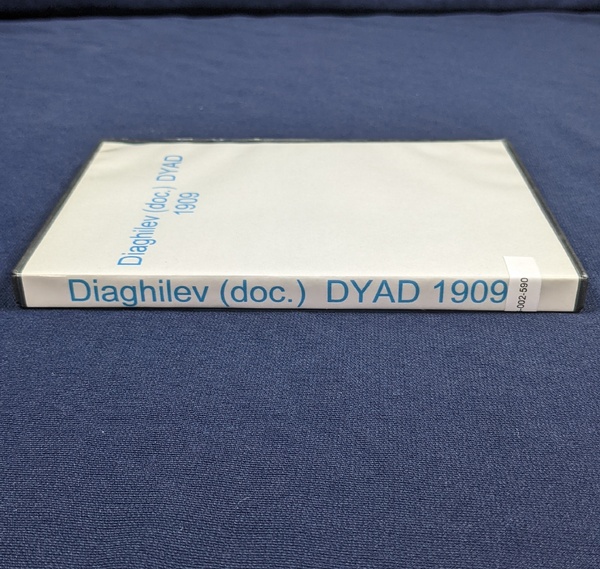 Diaghilev (doc.) DYAD
1909
Diaghilev (doc.) DYAD 1909
-002-590